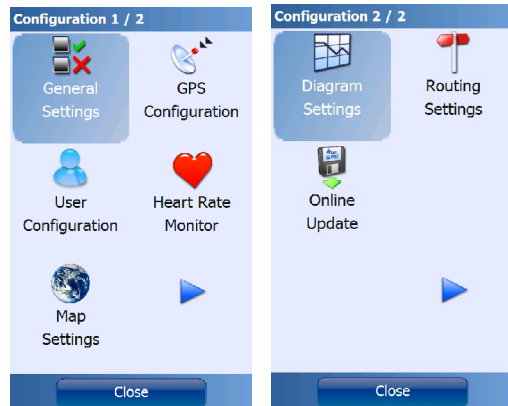 Configuration 1 / 2
General
Settings
GPS
Configuration
User
Configuration
Heart Rate
Monitor
Map
Settings
Close
Configuration 2 / 2
Diagram
Settings
Routing
Settings
Online
Update
Close